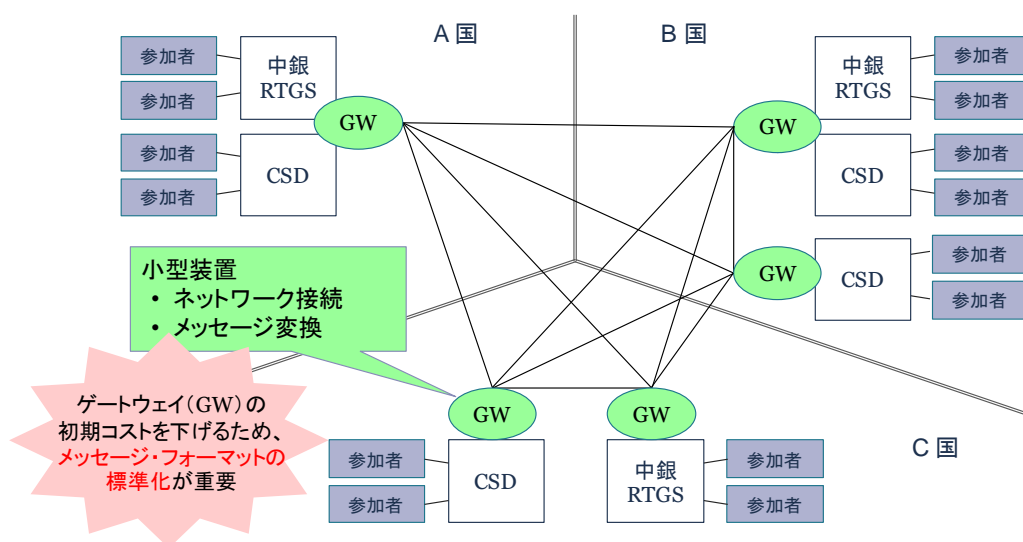 A 国
B 国
参加者
参加者
中銀
RTGS
GW
参加者
参加者
CSD
GW
中銀
RTGS
参加者
参加者
CSD
参加者
参加者
GW
CSD
参加者
参加者
小型装置
・ ネットワーク接続
・ メッセージ変換
ゲートウェイ(GW)の
初期コストを下げるため、
メッセージ・フォーマットの
標準化が重要
GW
GW
C 国
参加者
参加者
CSD
中銀
RTGS
参加者
参加者